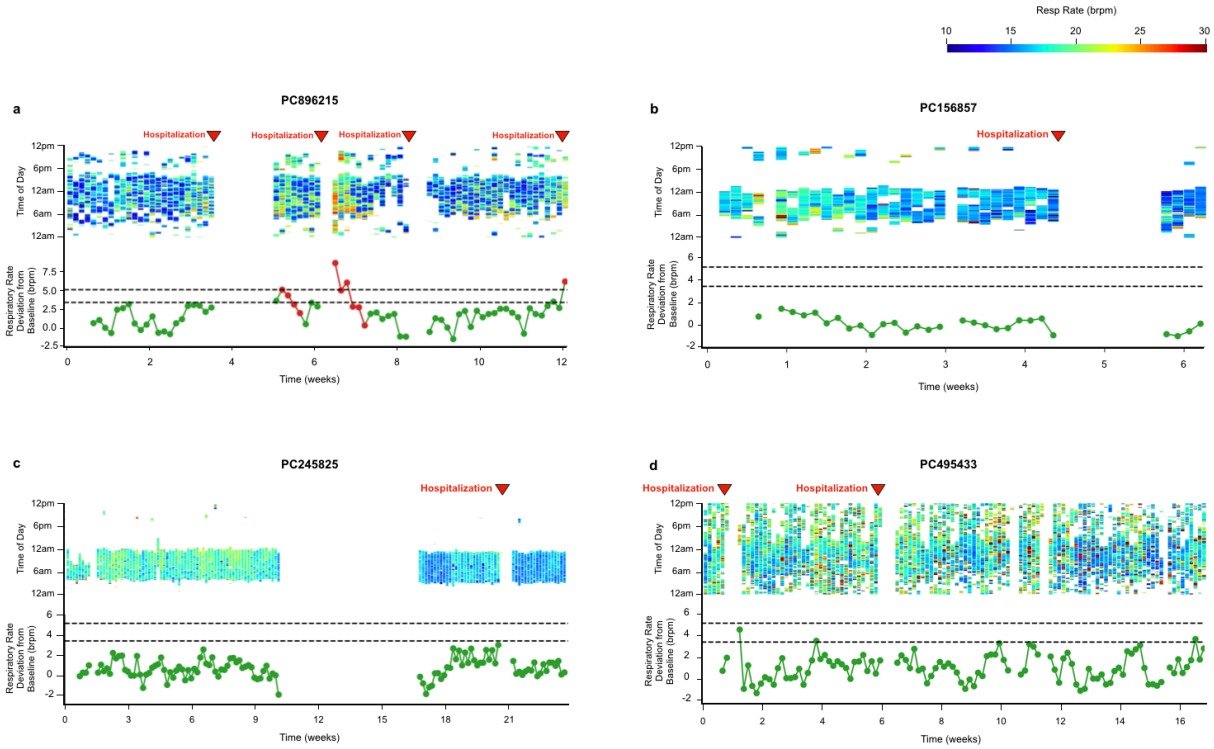 Resp Rate (brpm)
10 15 20 25 30
a
PC896215
Hospitalization Hospitalization Hospitalization Hospitalization
12pm
6pm
12am
6am
12am
Time of Day
7.5
5.0
2.5
0.0
-2.5
Respiratory Rate
Deviation from
Baseline (brpm)
0 2 4 6 8 10 12
Time (weeks)
b
PC156857
Hospitalization
12pm
6pm
12am
6am
12am
Time of Day
6
4
2
0
-2
Respiratory Rate
Deviation from
Baseline (brpm)
0 1 2 3 4 5 6
Time (weeks)
c
PC245825
Hospitalization
12pm
6pm
12am
6am
12am
Time of Day
6
4
2
0
-2
Respiratory Rate
Deviation from
Baseline (brpm)
0 3 6 9 12 15 18 21
Time (weeks)
d
PC495433
Hospitalization Hospitalization
12pm
6pm
12am
6am
12am
Time of Day
6
4
2
0
-2
Respiratory Rate
Deviation from
Baseline (brpm)
0 2 4 6 8 10 12 14 16
Time (weeks)